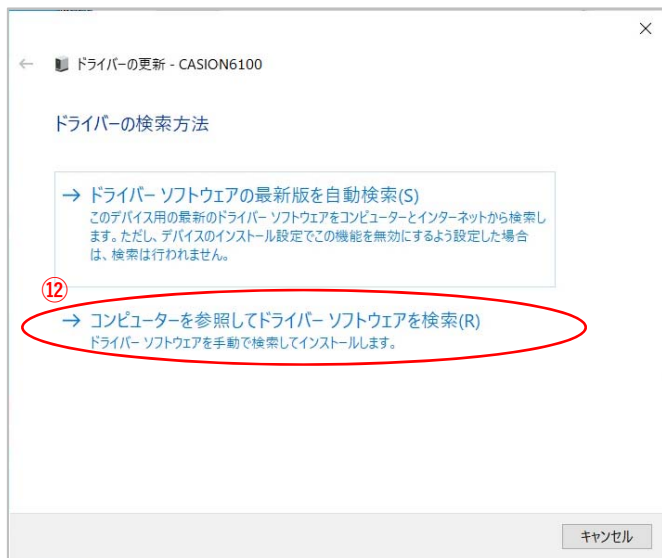 ドライバーの更新 - CASION6100
ドライバーの検索方法
→ ドライバー ソフトウェアの最新版を自動検索(S)
このデバイス用の最新のドライバー ソフトウェアをコンピューターとインターネットから検索し
ます。ただし、デバイスのインストール設定でこの機能を無効にするよう設定した場合
は、検索は行われません。
⑫
→ コンピューターを参照してドライバー ソフトウェアを検索(R)
ドライバー ソフトウェアを手動で検索してインストールします。
キャンセル